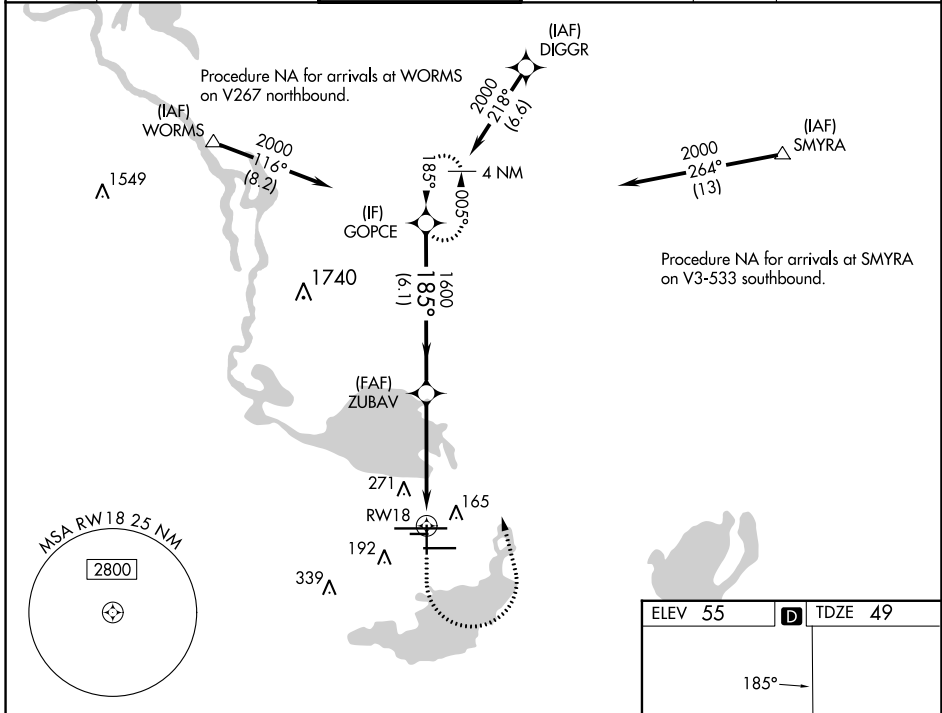 (IAF)
DIGGR
Procedure NA for arrivals at WORMS
on V267 northbound.
2000
218°
(6.6)
(IAF)
WORMS
2000
116°
(8.2)
(IAF)
SMYRA
2000
264°
(13)
1549
185°
005°
4 NM
(IF)
GOPCE
Procedure NA for arrivals at SMYRA
on V3-533 southbound.
1740
1600
185°
(6.1)
(FAF)
ZUBAV
271
165
RW18
192
339
MSA RW18 25 NM
2800
ELEV 55 D TDZE 49
185°